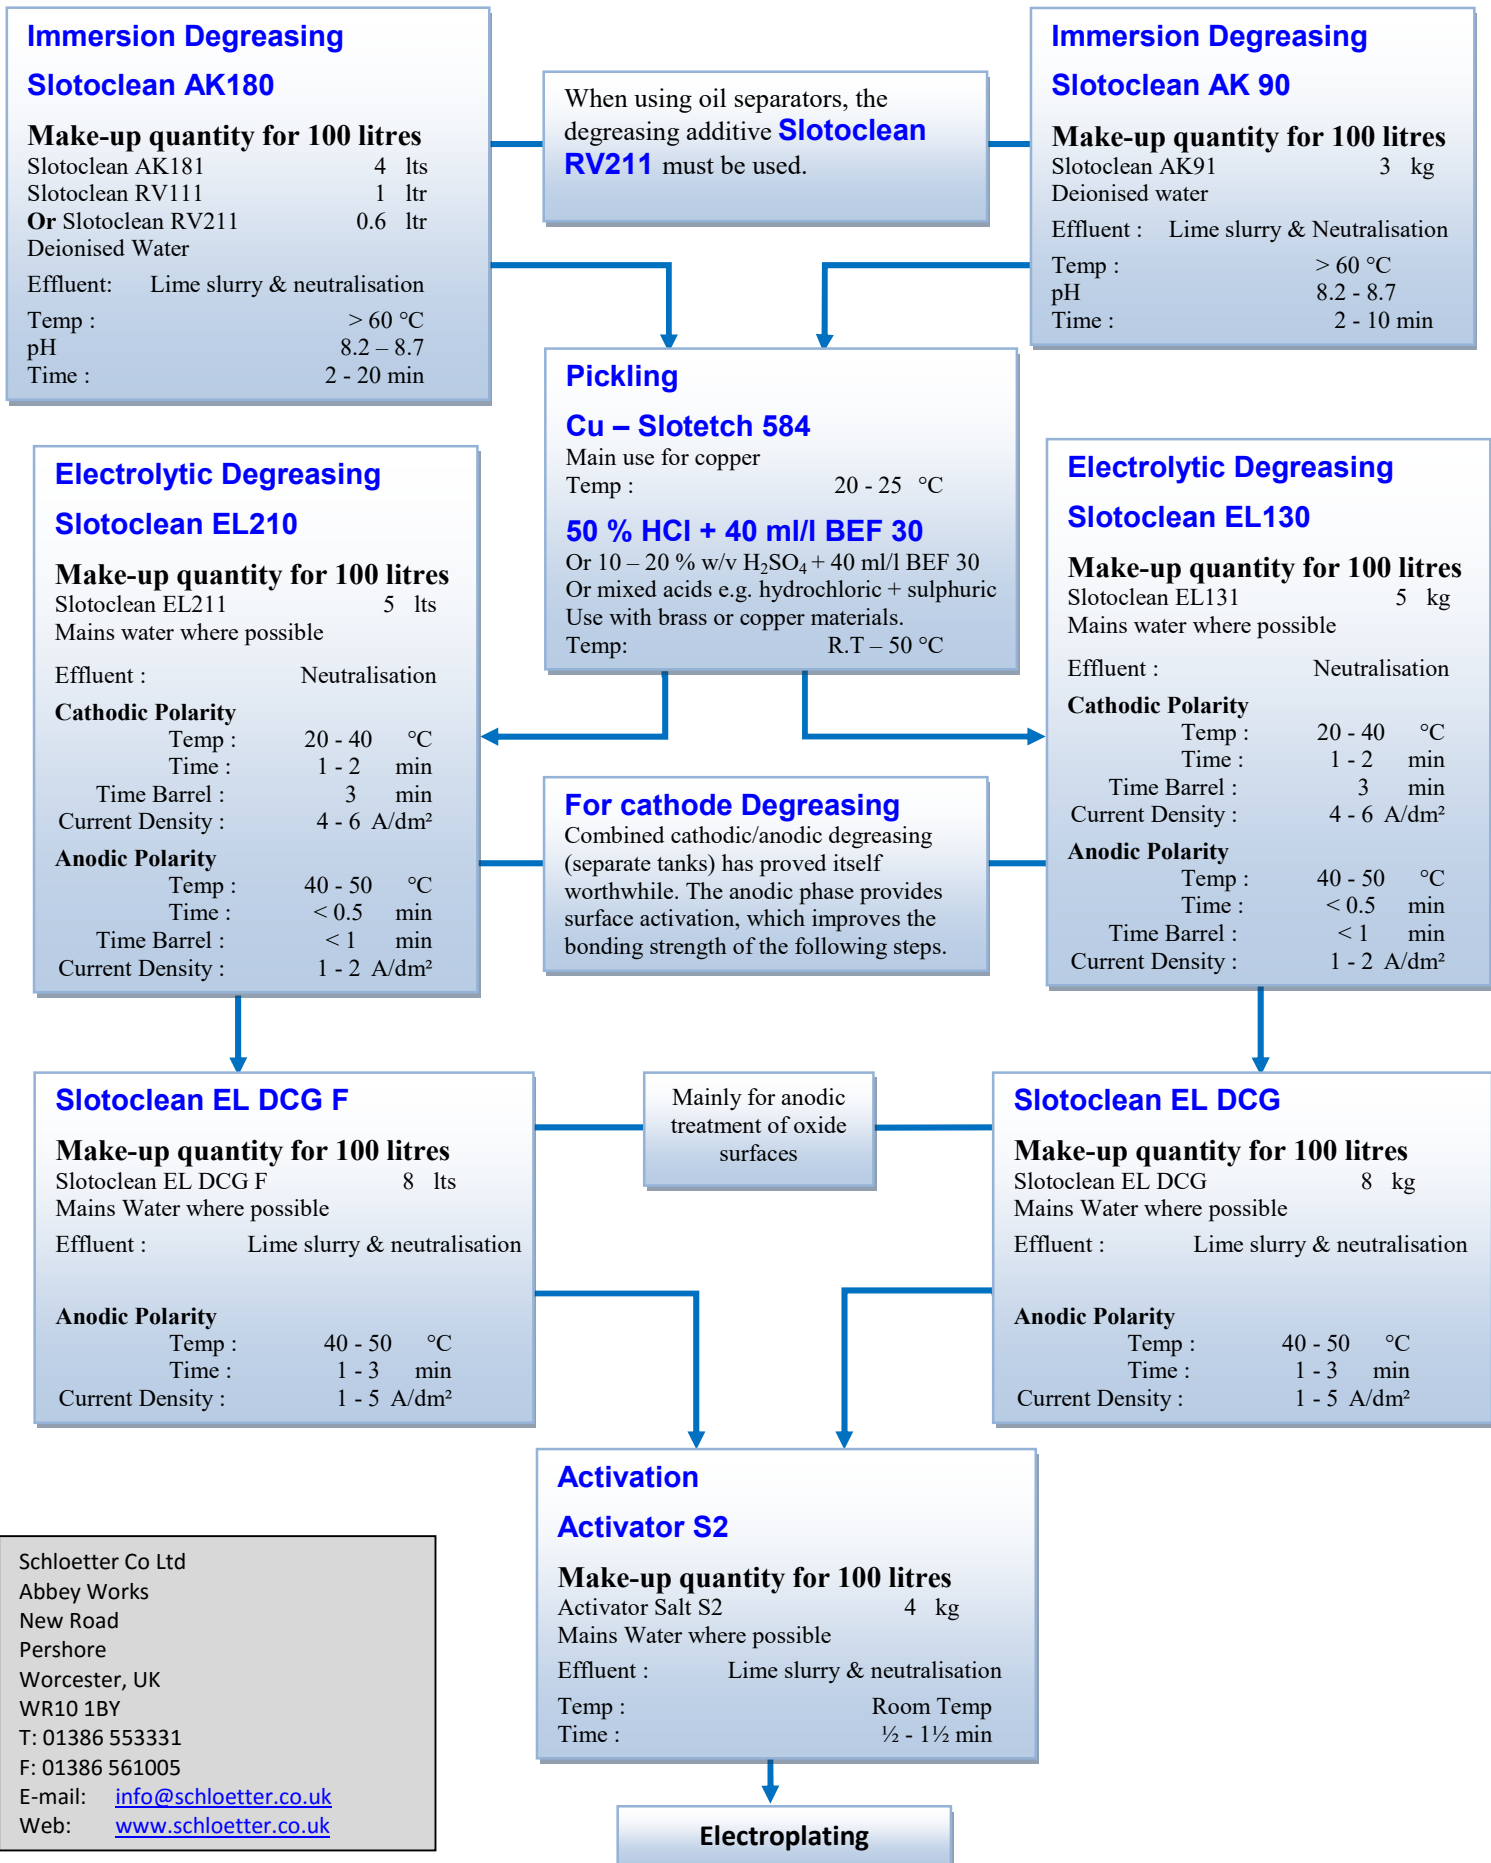 Immersion Degreasing
Slotoclean AK180
Make-up quantity for 100 litres
Slotoclean AK181 4 lts
Slotoclean RV111 1 ltr
Or Slotoclean RV211 0.6 ltr
Deionised Water
Effluent: Lime slurry & neutralisation
Temp : > 60 °C
pH 8.2 – 8.7
Time : 2 - 20 min
When using oil separators, the
degreasing additive Slotoclean
RV211 must be used.
Immersion Degreasing
Slotoclean AK 90
Make-up quantity for 100 litres
Slotoclean AK91 3 kg
Deionised water
Effluent : Lime slurry & Neutralisation
Temp : > 60 °C
pH 8.2 - 8.7
Time : 2 - 10 min
Pickling
Cu – Slotetch 584
Main use for copper
Temp : 20 - 25 °C
50 % HCl + 40 ml/l BEF 30
Or 10 – 20 % w/v H₂SO₄ + 40 ml/l BEF 30
Or mixed acids e.g. hydrochloric + sulphuric
Use with brass or copper materials.
Temp: R.T – 50 °C
Electrolytic Degreasing
Slotoclean EL210
Make-up quantity for 100 litres
Slotoclean EL211 5 lts
Mains water where possible
Effluent : Neutralisation
Cathodic Polarity
Temp : 20 - 40 °C
Time : 1 - 2 min
Time Barrel : 3 min
Current Density : 4 - 6 A/dm²
Anodic Polarity
Temp : 40 - 50 °C
Time : < 0.5 min
Time Barrel : < 1 min
Current Density : 1 - 2 A/dm²
For cathode Degreasing
Combined cathodic/anodic degreasing
(separate tanks) has proved itself
worthwhile. The anodic phase provides
surface activation, which improves the
bonding strength of the following steps.
Electrolytic Degreasing
Slotoclean EL130
Make-up quantity for 100 litres
Slotoclean EL131 5 kg
Mains water where possible
Effluent : Neutralisation
Cathodic Polarity
Temp : 20 - 40 °C
Time : 1 - 2 min
Time Barrel : 3 min
Current Density : 4 - 6 A/dm²
Anodic Polarity
Temp : 40 - 50 °C
Time : < 0.5 min
Time Barrel : < 1 min
Current Density : 1 - 2 A/dm²
Slotoclean EL DCG F
Make-up quantity for 100 litres
Slotoclean EL DCG F 8 lts
Mains Water where possible
Effluent : Lime slurry & neutralisation
Anodic Polarity
Temp : 40 - 50 °C
Time : 1 - 3 min
Current Density : 1 - 5 A/dm²
Mainly for anodic
treatment of oxide
surfaces
Slotoclean EL DCG
Make-up quantity for 100 litres
Slotoclean EL DCG 8 kg
Mains Water where possible
Effluent : Lime slurry & neutralisation
Anodic Polarity
Temp : 40 - 50 °C
Time : 1 - 3 min
Current Density : 1 - 5 A/dm²
Activation
Activator S2
Make-up quantity for 100 litres
Activator Salt S2 4 kg
Mains Water where possible
Effluent : Lime slurry & neutralisation
Temp : Room Temp
Time : ½ - 1½ min
Electroplating
Schloetter Co Ltd
Abbey Works
New Road
Pershore
Worcester, UK
WR10 1BY
T: 01386 553331
F: 01386 561005
E-mail: info@schloetter.co.uk
Web: www.schloetter.co.uk